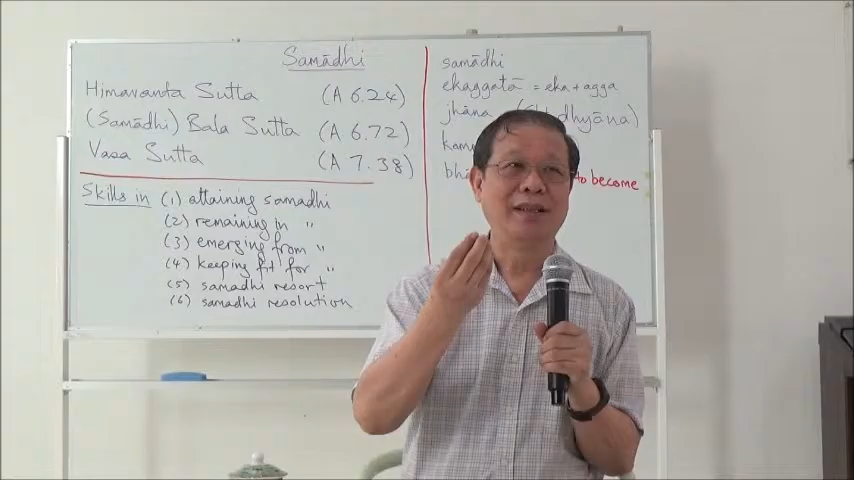 Samādhi
Himavanta Sutta (A 6.24)
(Samādhi) Bala Sutta (A 6.72)
Vasa Sutta (A 7.38)
Skills in (1) attaining samadhi
(2) remaining in "
(3) emerging from "
(4) keeping fit for "
(5) samadhi resort
(6) samadhi resolution
samādhi
ekaggatā = eka + agga
jhāna dhyāna)
to become